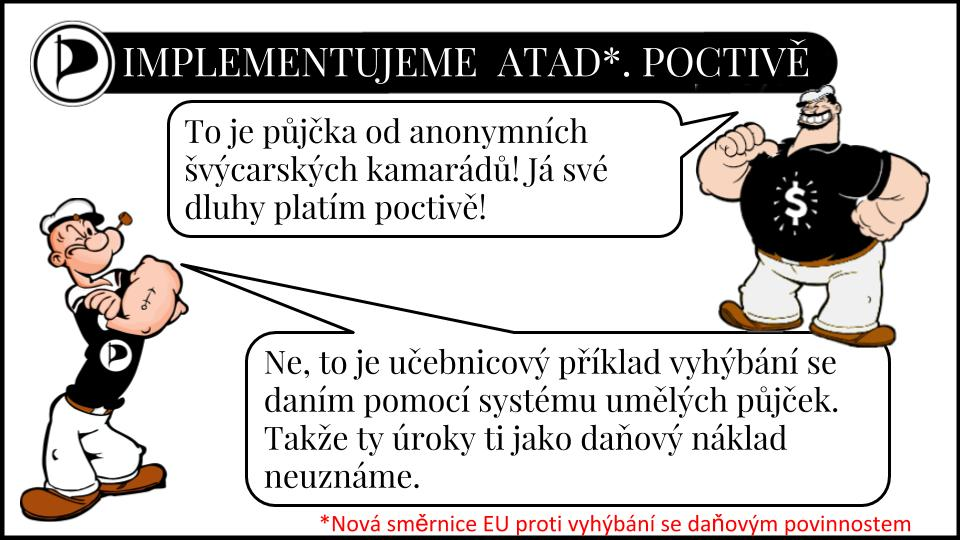 IMPLEMENTUJEME ATAD*. POCTIVĚ
To je půjčka od anonymních
švýcarských kamarádů! Já své
dluhy platím poctivě!
$
Ne, to je učebnicový příklad vyhýbání se
daním pomocí systému umělých půjček.
Takže ty úroky ti jako daňový náklad
neuznáme.
*Nová směrnice EU proti vyhýbání se daňovým povinnostem